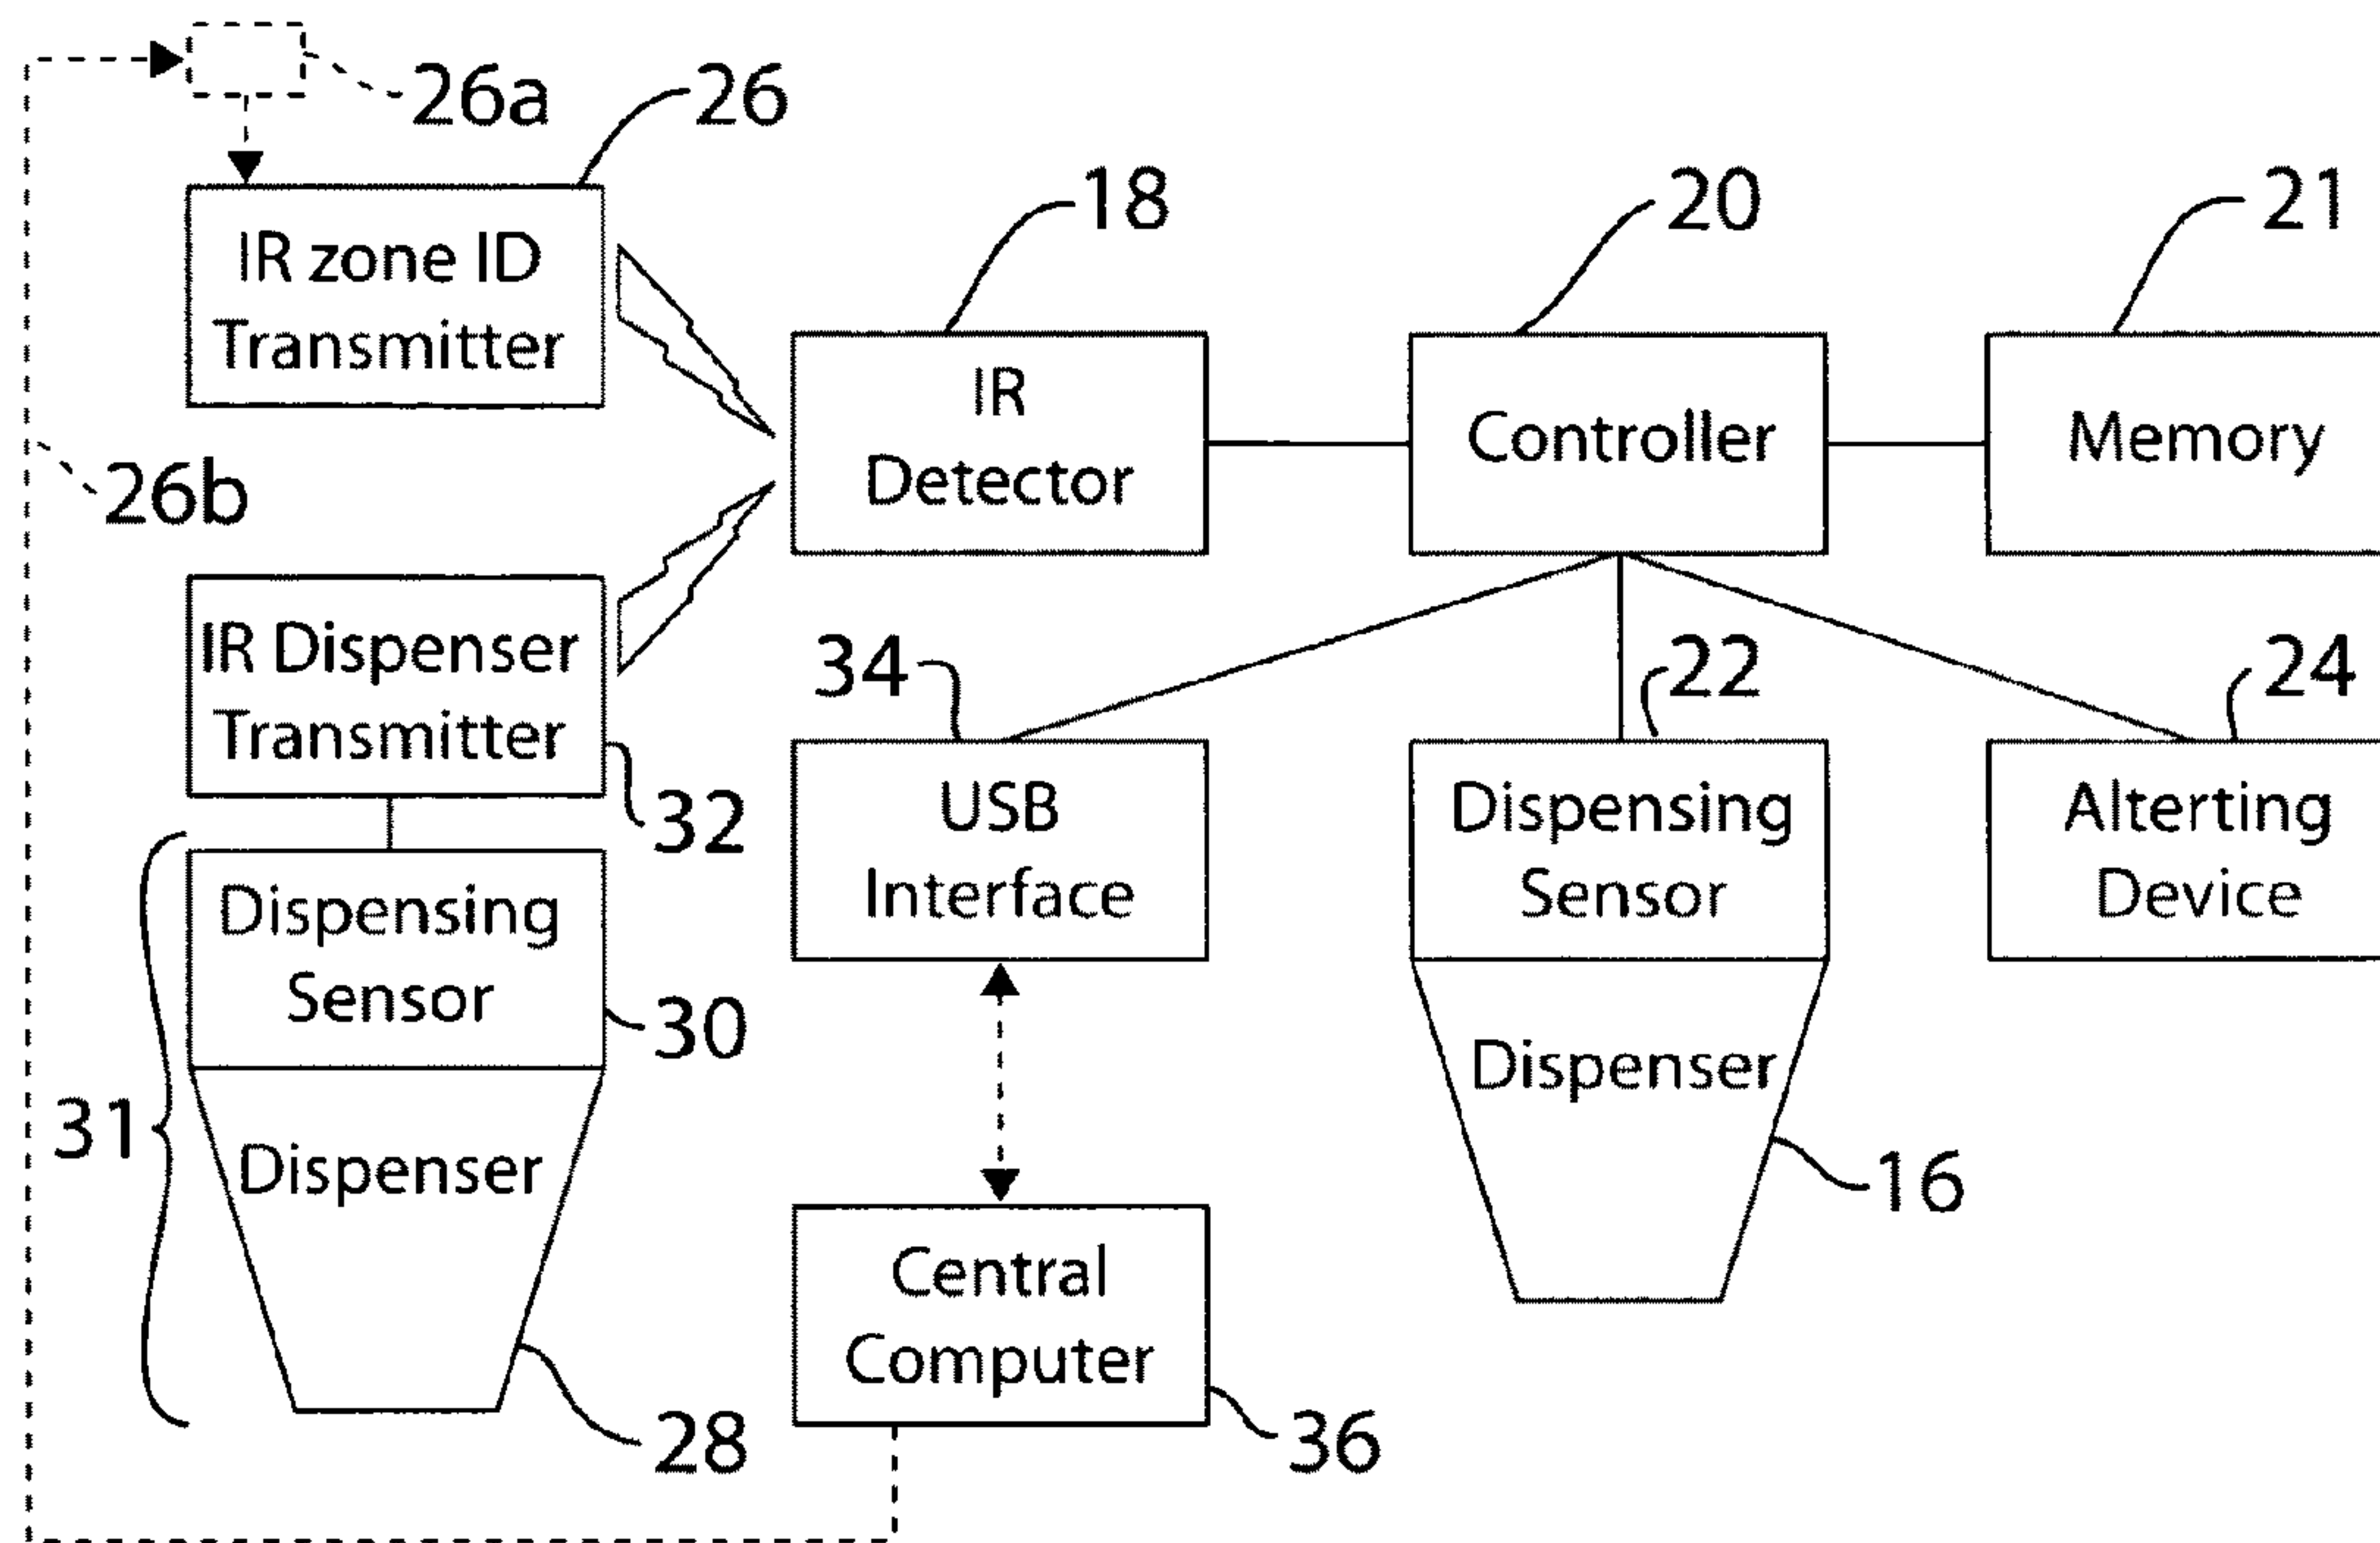 26a
26
IR zone ID
Transmitter
26b
18
IR
Detector
20
Controller
21
Memory
IR Dispenser
Transmitter
32
34
USB
Interface
22
Dispensing
Sensor
24
Alterting
Device
Dispensing
Sensor
30
31
Dispenser
28
Dispenser
16
Central
Computer
36